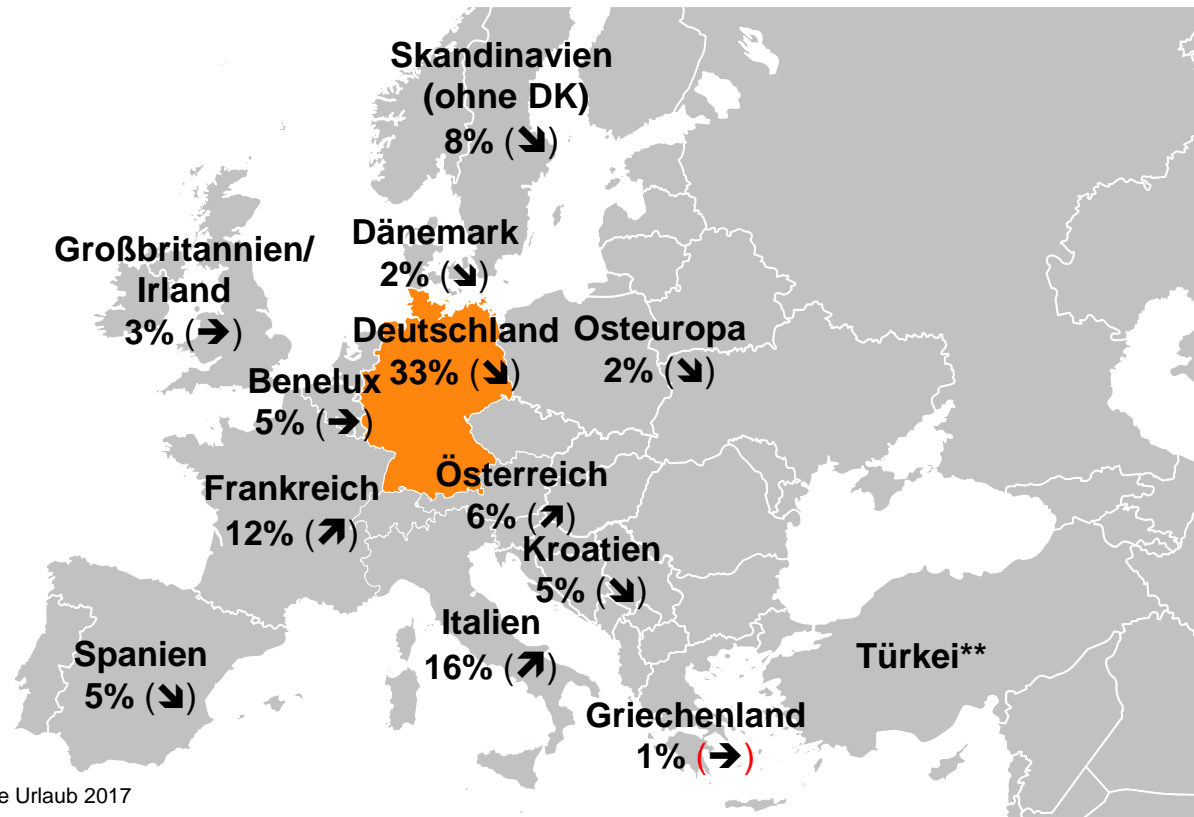 Skandinavien
(ohne DK)
8% (➘)
Dänemark
2% (➘)
Großbritannien/
Irland
3% (➔)
Deutschland
33% (➘)
Osteuropa
2% (➘)
Benelux
5% (➔)
Österreich
6% (➚)
Frankreich
12% (➚)
Kroatien
5% (➘)
Italien
16% (➚)
Spanien
5% (➘)
Türkei**
Griechenland
1% (➔)
e Urlaub 2017